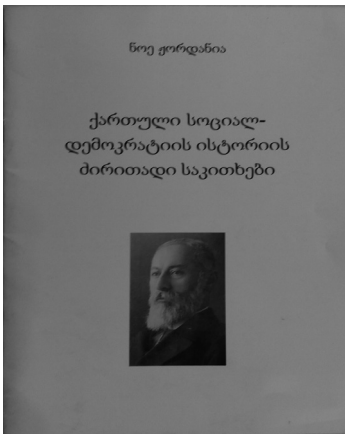 ნოე ჟორდანია
ქართული სოციალ-
დემოკრატიის ისტორიის
ძირითადი საკითხები